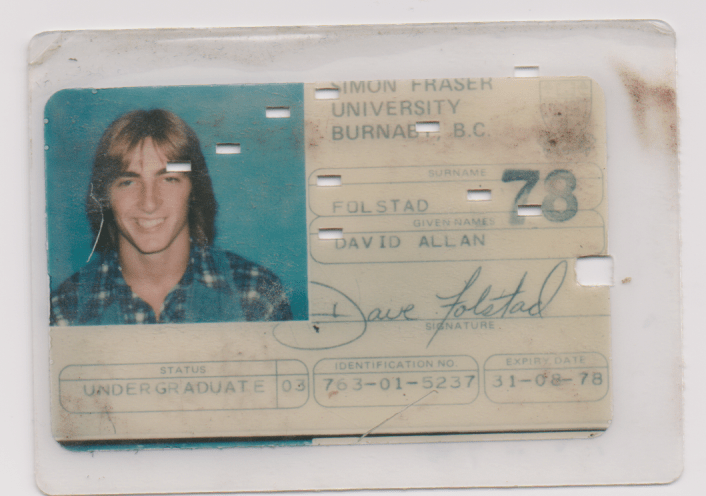 SIMON FRASER
UNIVERSITY
BURNABY, B.C.
SURNAME
78
FOLSTAD
GIVEN NAMES
DAVID ALLAN
Dave Folstad
SIGNATURE
STATUS
UNDERGRADUATE 03
IDENTIFICATION NO.
763-01-5237
EXPIRY DATE
31-08-78